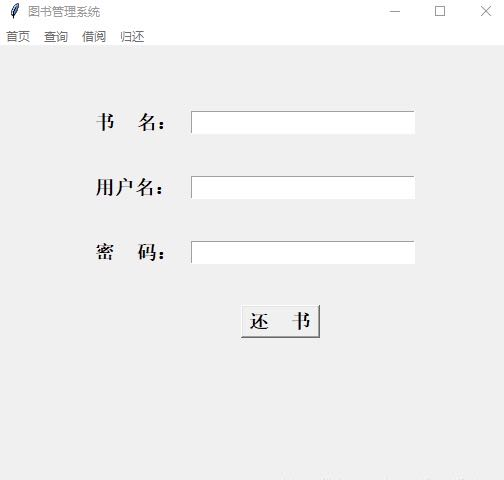 图书管理系统
首页 查询 借阅 归还
书 名：
用户名：
密 码：
还 书